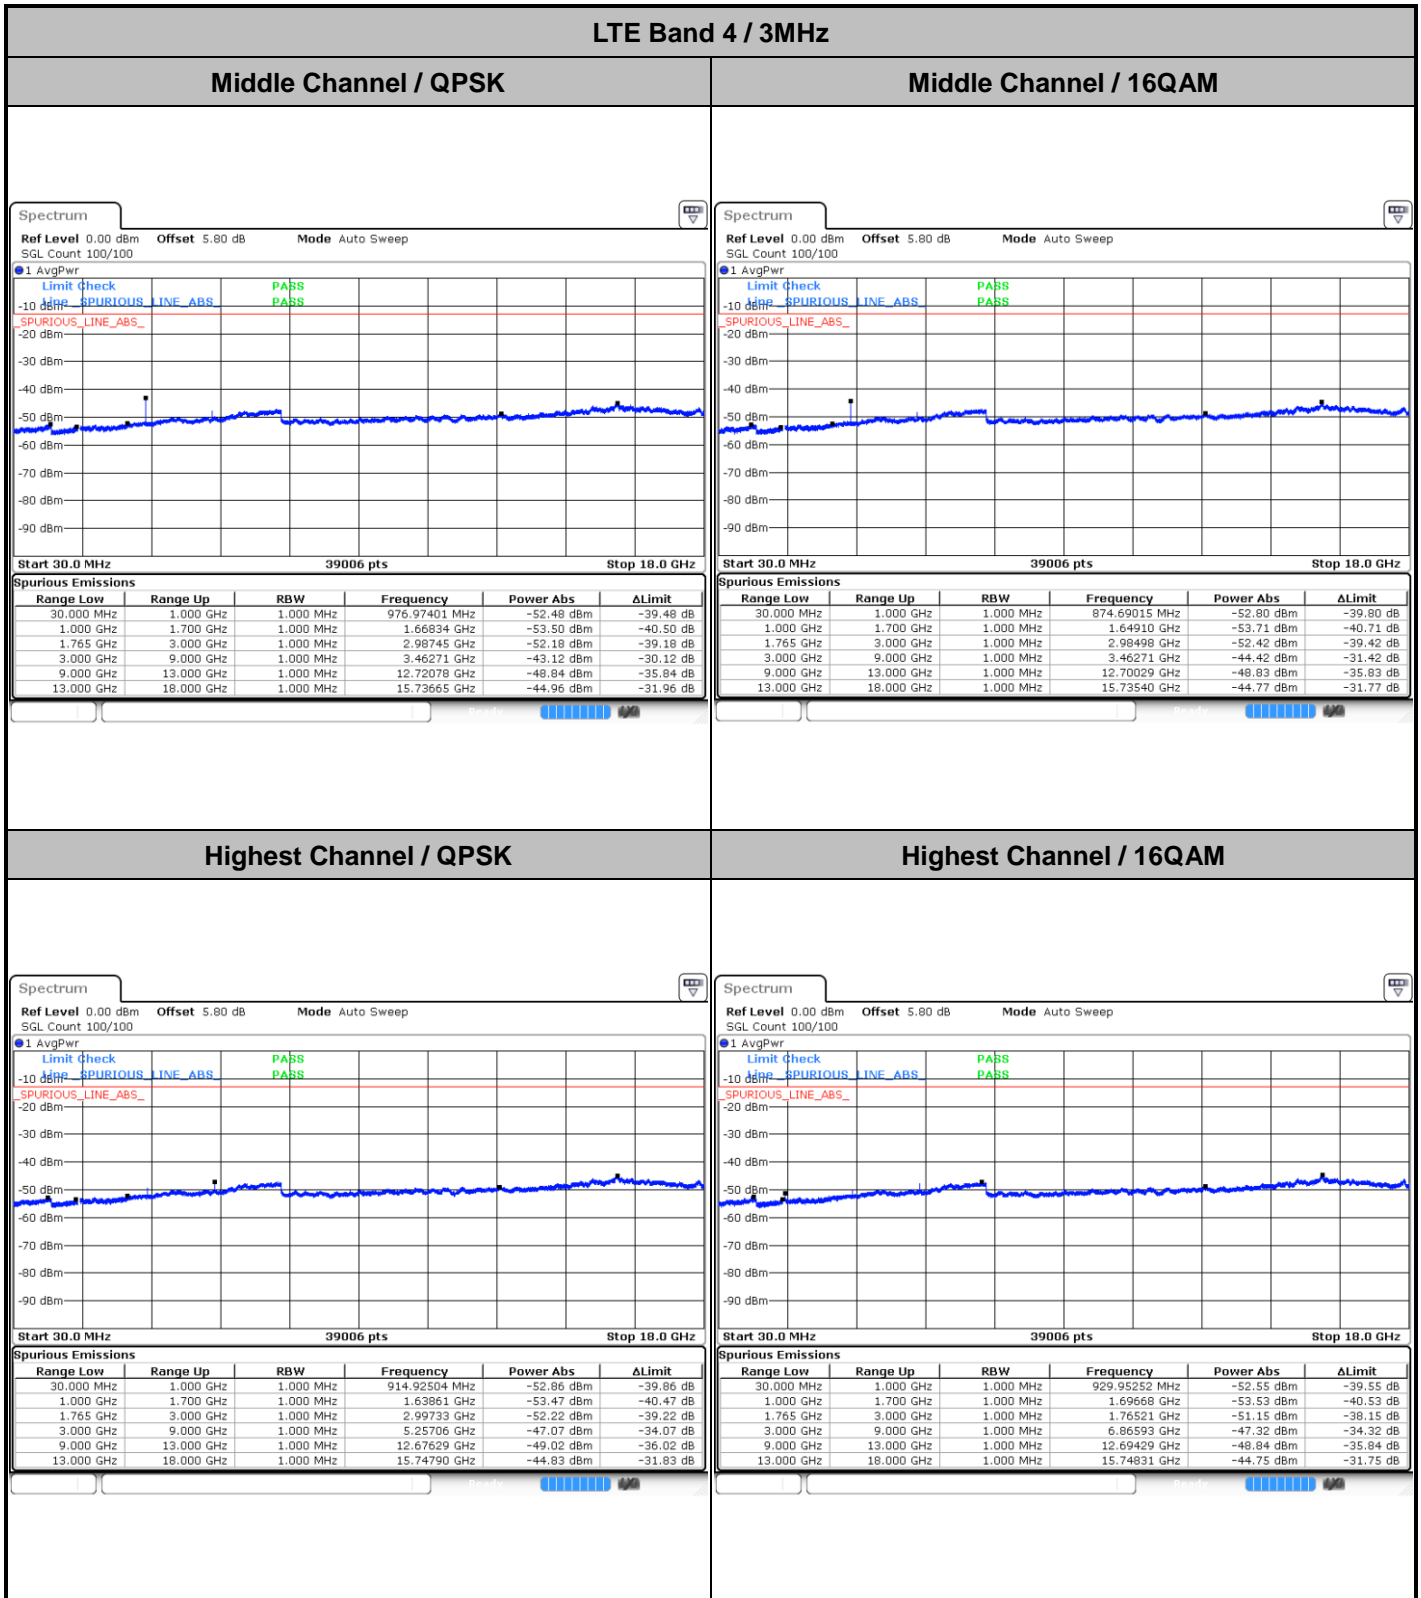 LTE Band 4 / 3MHz
Middle Channel / QPSK
Middle Channel / 16QAM
Spectrum
Ref Level 0.00 dBm Offset 5.80 dB Mode Auto Sweep
SGL Count 100/100
1 AvgPwr
Limit Check PASS
Line _SPURIOUS_LINE_ABS_ PASS
-10 dBm
_SPURIOUS_LINE_ABS_
-20 dBm
-30 dBm
-40 dBm
-50 dBm
-60 dBm
-70 dBm
-80 dBm
-90 dBm
Start 30.0 MHz 39006 pts Stop 18.0 GHz
Spurious Emissions
Range Low Range Up RBW Frequency Power Abs ΔLimit
30.000 MHz 1.000 GHz 1.000 MHz 976.97401 MHz -52.48 dBm -39.48 dB
1.000 GHz 1.700 GHz 1.000 MHz 1.66834 GHz -53.50 dBm -40.50 dB
1.765 GHz 3.000 GHz 1.000 MHz 2.98745 GHz -52.18 dBm -39.18 dB
3.000 GHz 9.000 GHz 1.000 MHz 3.46271 GHz -43.12 dBm -30.12 dB
9.000 GHz 13.000 GHz 1.000 MHz 12.72078 GHz -48.84 dBm -35.84 dB
13.000 GHz 18.000 GHz 1.000 MHz 15.73665 GHz -44.96 dBm -31.96 dB
Ready
Spectrum
Ref Level 0.00 dBm Offset 5.80 dB Mode Auto Sweep
SGL Count 100/100
1 AvgPwr
Limit Check PASS
Line _SPURIOUS_LINE_ABS_ PASS
-10 dBm
_SPURIOUS_LINE_ABS_
-20 dBm
-30 dBm
-40 dBm
-50 dBm
-60 dBm
-70 dBm
-80 dBm
-90 dBm
Start 30.0 MHz 39006 pts Stop 18.0 GHz
Spurious Emissions
Range Low Range Up RBW Frequency Power Abs ΔLimit
30.000 MHz 1.000 GHz 1.000 MHz 874.69015 MHz -52.80 dBm -39.80 dB
1.000 GHz 1.700 GHz 1.000 MHz 1.64910 GHz -53.71 dBm -40.71 dB
1.765 GHz 3.000 GHz 1.000 MHz 2.98498 GHz -52.42 dBm -39.42 dB
3.000 GHz 9.000 GHz 1.000 MHz 3.46271 GHz -44.42 dBm -31.42 dB
9.000 GHz 13.000 GHz 1.000 MHz 12.70029 GHz -48.83 dBm -35.83 dB
13.000 GHz 18.000 GHz 1.000 MHz 15.73540 GHz -44.77 dBm -31.77 dB
Ready
Highest Channel / QPSK
Highest Channel / 16QAM
Spectrum
Ref Level 0.00 dBm Offset 5.80 dB Mode Auto Sweep
SGL Count 100/100
1 AvgPwr
Limit Check PASS
Line _SPURIOUS_LINE_ABS_ PASS
-10 dBm
_SPURIOUS_LINE_ABS_
-20 dBm
-30 dBm
-40 dBm
-50 dBm
-60 dBm
-70 dBm
-80 dBm
-90 dBm
Start 30.0 MHz 39006 pts Stop 18.0 GHz
Spurious Emissions
Range Low Range Up RBW Frequency Power Abs ΔLimit
30.000 MHz 1.000 GHz 1.000 MHz 914.92504 MHz -52.86 dBm -39.86 dB
1.000 GHz 1.700 GHz 1.000 MHz 1.63861 GHz -53.47 dBm -40.47 dB
1.765 GHz 3.000 GHz 1.000 MHz 2.99733 GHz -52.22 dBm -39.22 dB
3.000 GHz 9.000 GHz 1.000 MHz 5.25706 GHz -47.07 dBm -34.07 dB
9.000 GHz 13.000 GHz 1.000 MHz 12.67629 GHz -49.02 dBm -36.02 dB
13.000 GHz 18.000 GHz 1.000 MHz 15.74790 GHz -44.83 dBm -31.83 dB
Ready
Spectrum
Ref Level 0.00 dBm Offset 5.80 dB Mode Auto Sweep
SGL Count 100/100
1 AvgPwr
Limit Check PASS
Line _SPURIOUS_LINE_ABS_ PASS
-10 dBm
_SPURIOUS_LINE_ABS_
-20 dBm
-30 dBm
-40 dBm
-50 dBm
-60 dBm
-70 dBm
-80 dBm
-90 dBm
Start 30.0 MHz 39006 pts Stop 18.0 GHz
Spurious Emissions
Range Low Range Up RBW Frequency Power Abs ΔLimit
30.000 MHz 1.000 GHz 1.000 MHz 929.95252 MHz -52.55 dBm -39.55 dB
1.000 GHz 1.700 GHz 1.000 MHz 1.69668 GHz -53.53 dBm -40.53 dB
1.765 GHz 3.000 GHz 1.000 MHz 1.76521 GHz -51.15 dBm -38.15 dB
3.000 GHz 9.000 GHz 1.000 MHz 6.86593 GHz -47.32 dBm -34.32 dB
9.000 GHz 13.000 GHz 1.000 MHz 12.69429 GHz -48.84 dBm -35.84 dB
13.000 GHz 18.000 GHz 1.000 MHz 15.74831 GHz -44.75 dBm -31.75 dB
Ready